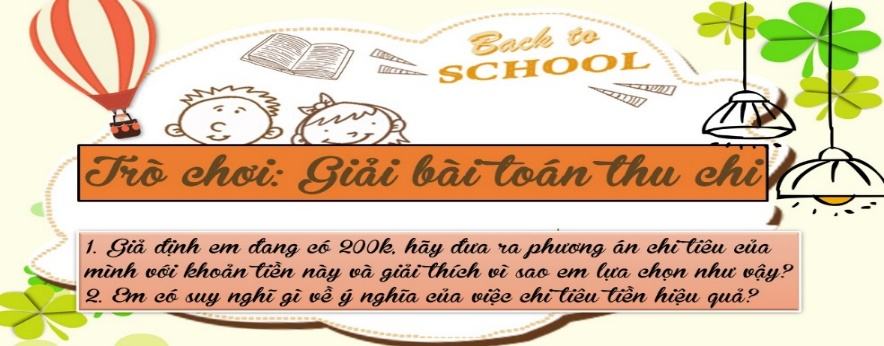 Back to
SCHOOL
Trò chơi: Giải bài toán thu chi
1. Giả định em đang có 200k, hãy đưa ra phương án chi tiêu của
mình với khoản tiền này và giải thích vì sao em lựa chọn như vậy?
2. Em có suy nghĩ gì về ý nghĩa của việc chi tiêu tiền hiệu quả?